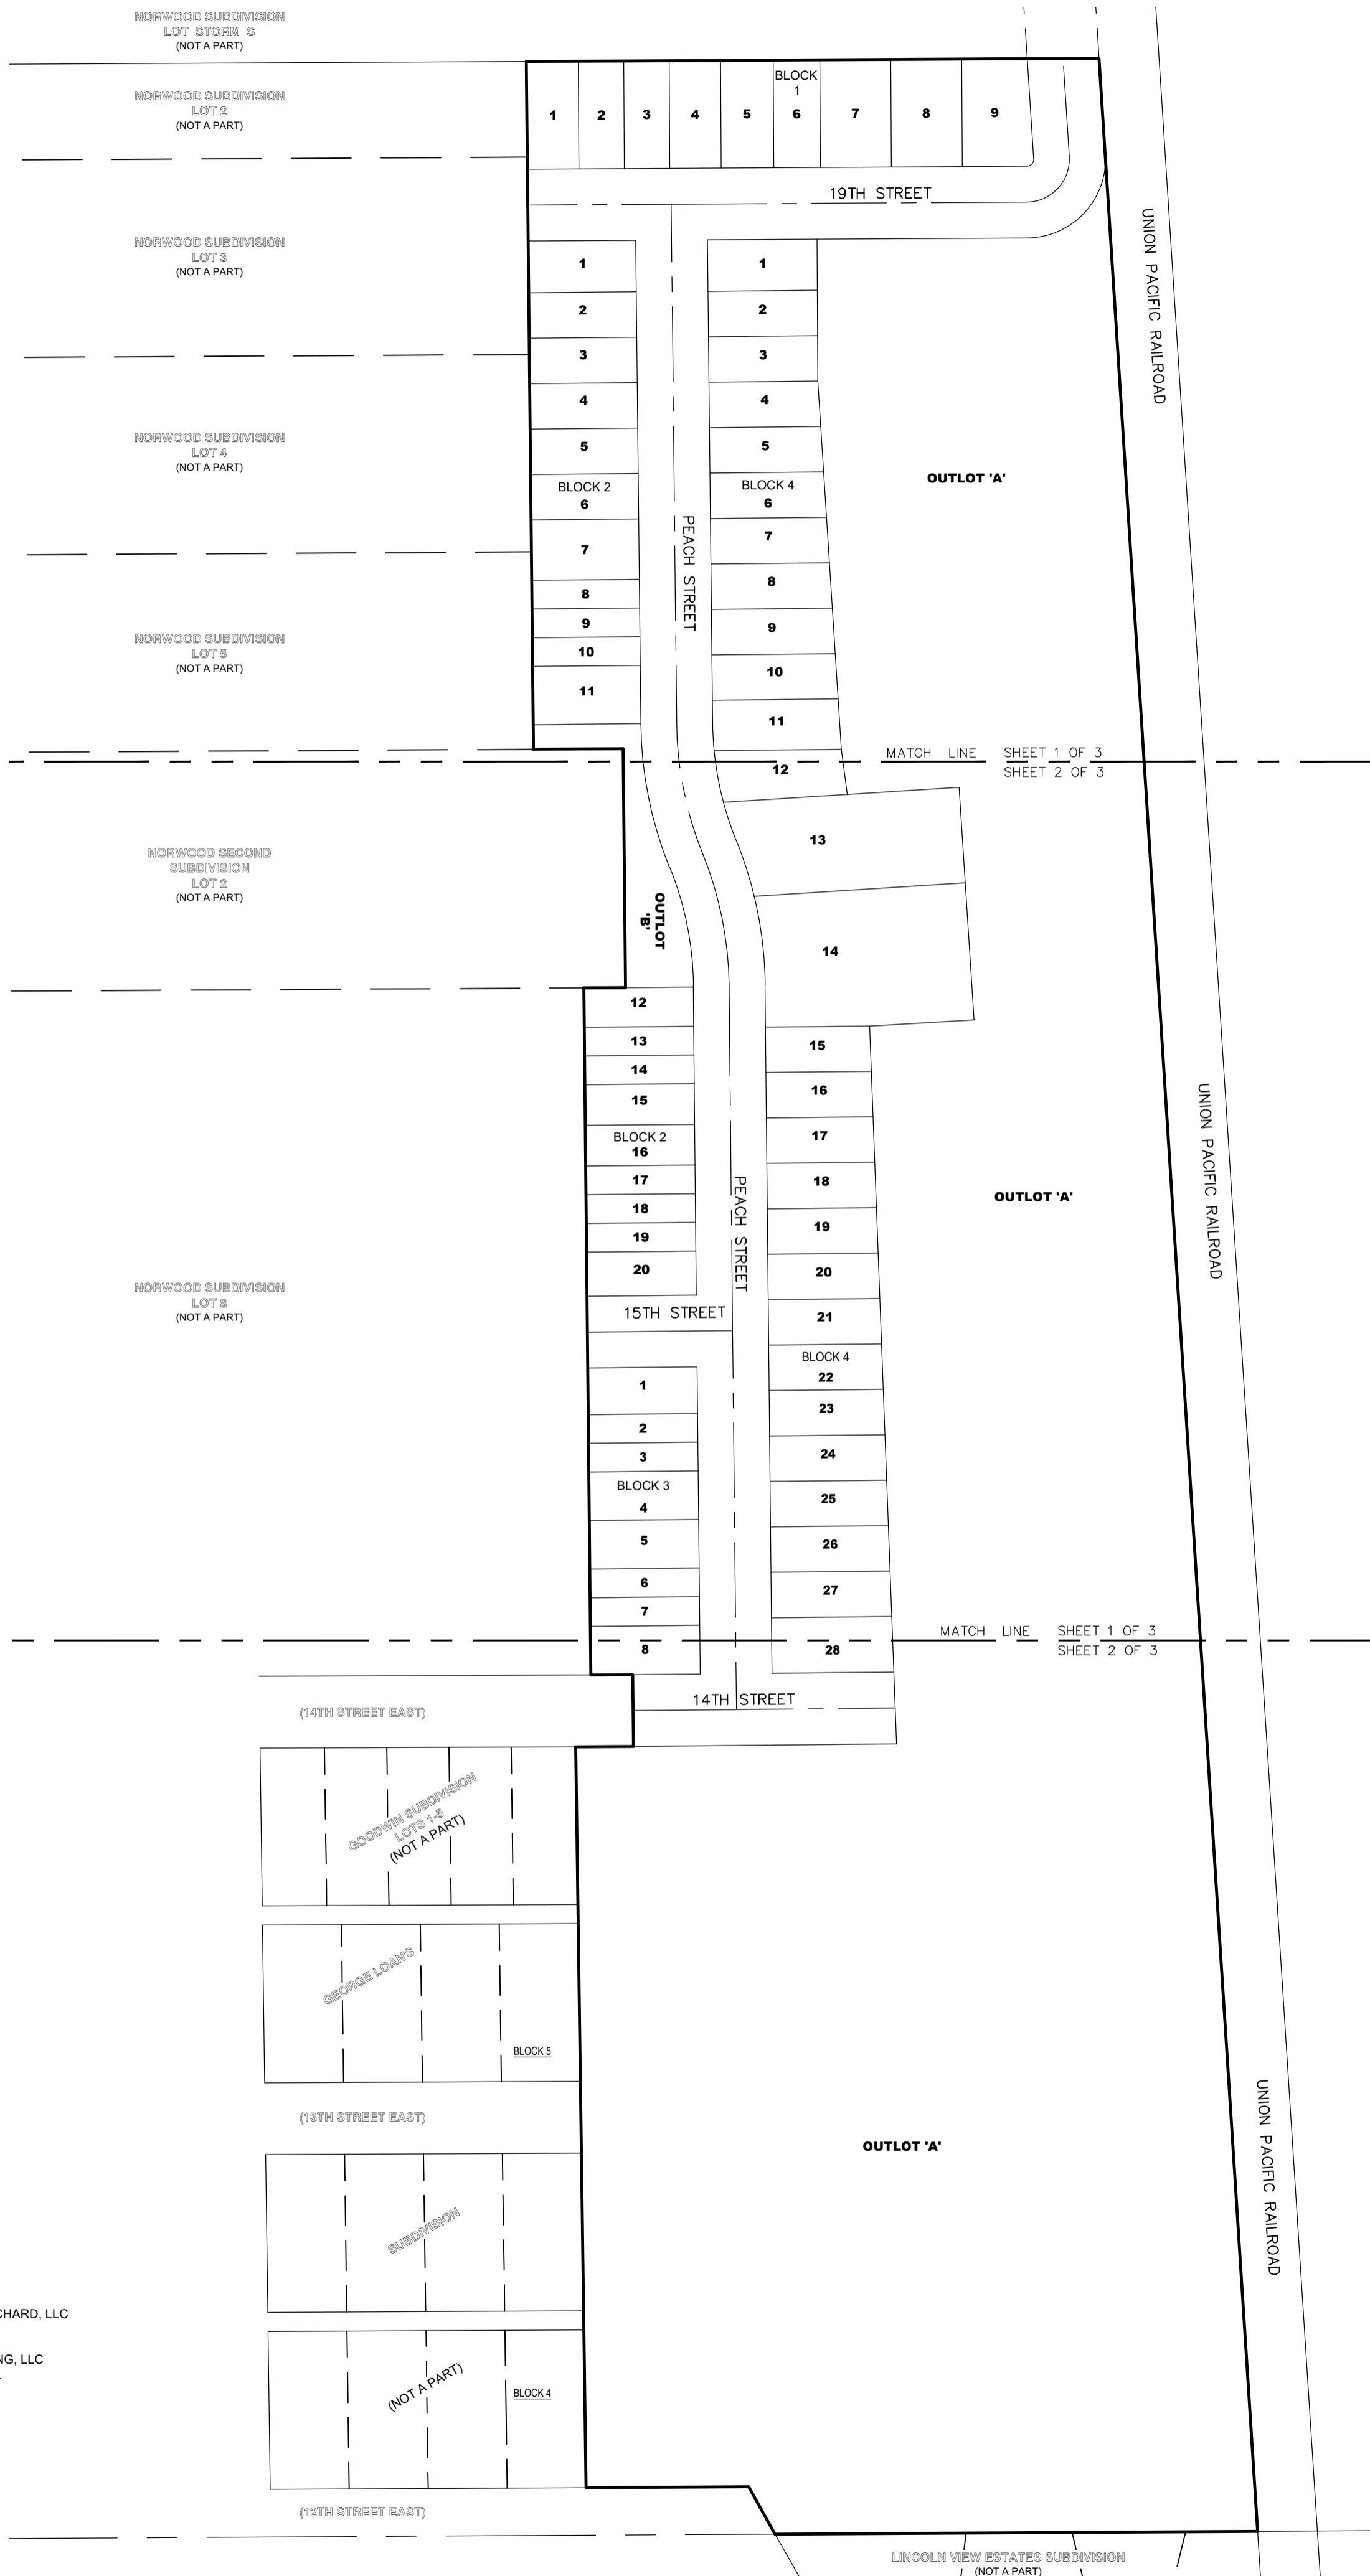 NORWOOD SUBDIVISION
LOT STORM S
(NOT A PART)
NORWOOD SUBDIVISION
LOT 2
(NOT A PART)
BLOCK
1
1 2 3 4 5 6 7 8 9
19TH STREET
UNION PACIFIC RAILROAD
NORWOOD SUBDIVISION
LOT 3
(NOT A PART)
1
2
3
4
5
BLOCK 2
6
7
8
9
10
11
PEACH STREET
1
2
3
4
5
BLOCK 4
6
7
8
9
10
11
12
OUTLOT 'A'
NORWOOD SUBDIVISION
LOT 4
(NOT A PART)
NORWOOD SUBDIVISION
LOT 5
(NOT A PART)
MATCH LINE SHEET 1 OF 3
SHEET 2 OF 3
NORWOOD SECOND
SUBDIVISION
LOT 2
(NOT A PART)
OUTLOT
'B'
13
14
12
13
14
15
BLOCK 2
16
17
18
19
20
15TH STREET
PEACH STREET
15
16
17
18
19
20
21
BLOCK 4
22
23
24
25
26
27
28
OUTLOT 'A'
UNION PACIFIC RAILROAD
NORWOOD SUBDIVISION
LOT 8
(NOT A PART)
1
2
3
BLOCK 3
4
5
6
7
8
MATCH LINE SHEET 1 OF 3
SHEET 2 OF 3
14TH STREET
(14TH STREET EAST)
GOODWIN SUBDIVISION
LOTS 1-5
(NOT A PART)
GEORGE LOAN'S
BLOCK 5
(13TH STREET EAST)
OUTLOT 'A'
UNION PACIFIC RAILROAD
SUBDIVISION
CHARD, LLC
NG, LLC
(NOT A PART)
BLOCK 4
(12TH STREET EAST)
LINCOLN VIEW ESTATES SUBDIVISION
(NOT A PART)